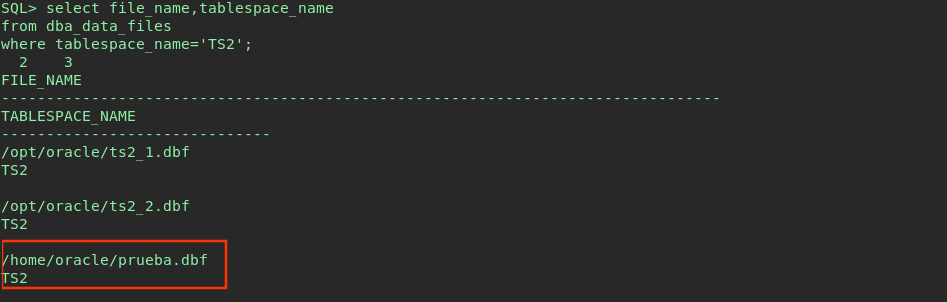 SQL> select file_name,tablespace_name
from dba_data_files
where tablespace_name='TS2';
  2    3
FILE_NAME
--------------------------------------------------------------------------------
TABLESPACE_NAME
------------------------------
/opt/oracle/ts2_1.dbf
TS2

/opt/oracle/ts2_2.dbf
TS2

/home/oracle/prueba.dbf
TS2